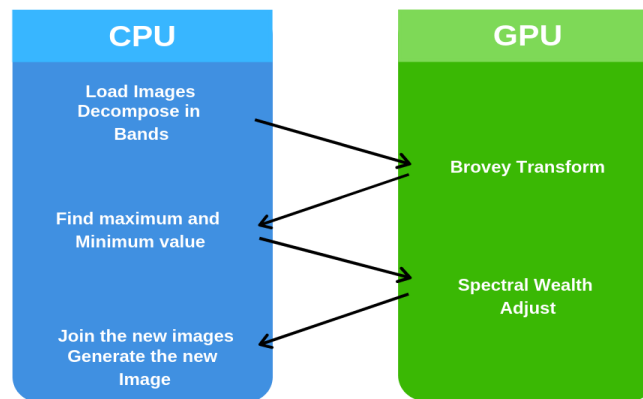 CPU
Load Images
Decompose in
Bands
Find maximum and
Minimum value
Join the new images
Generate the new
Image
GPU
Brovey Transform
Spectral Wealth
Adjust